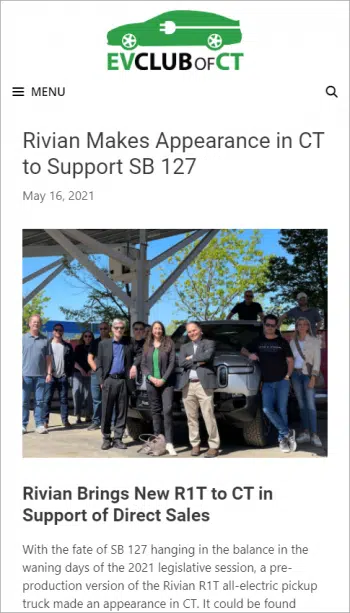 EVCLUBOFCT
MENU
Rivian Makes Appearance in CT
to Support SB 127
May 16, 2021
Rivian Brings New R1T to CT in
Support of Direct Sales
With the fate of SB 127 hanging in the balance in the
waning days of the 2021 legislative session, a pre-
production version of the Rivian R1T all-electric pickup
truck made an appearance in CT. It could be found